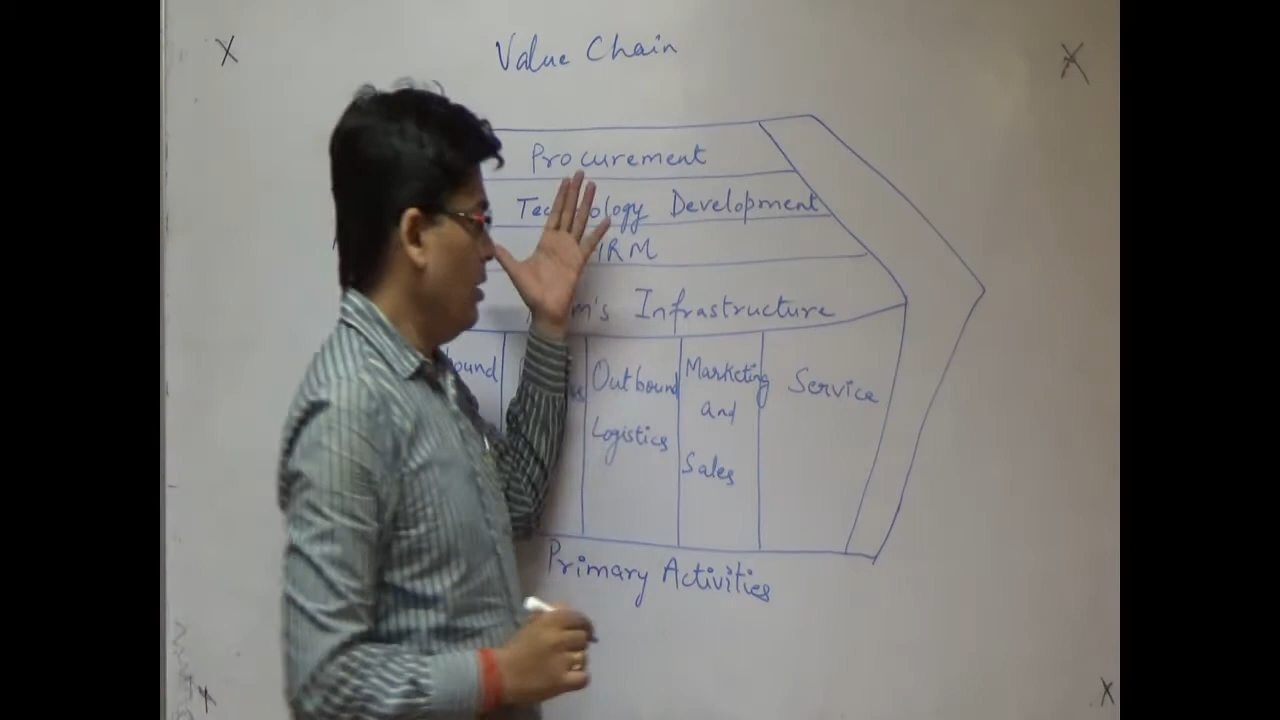 Value Chain
Procurement
Development
Infrastructure
Outbound
Logistics
Marketing
and
Sales
Service
Primary Activities